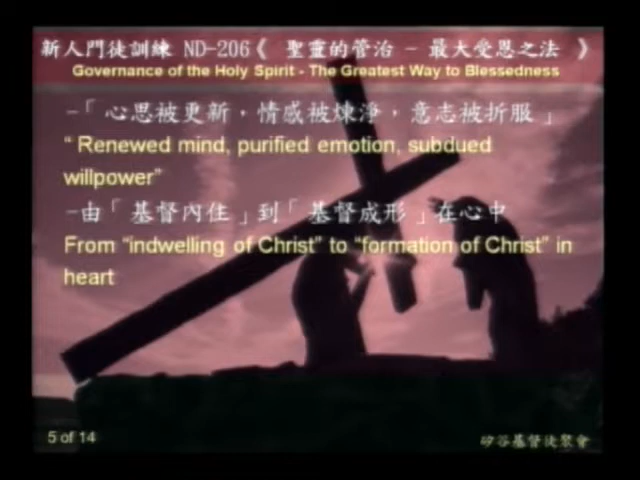 新人門徒訓練 ND-206《 聖靈的管治 - 最大受恩之法 》
Governance of the Holy Spirit - The Greatest Way to Blessedness
-「 心思被更新，情感被煉淨，意志被折服 」
“ Renewed mind, purified emotion, subdued
willpower”
-由「 基督內住 」到「 基督成形 」在心中
From “indwelling of Christ” to “formation of Christ” in
heart
5 of 14
矽谷基督徒聚會